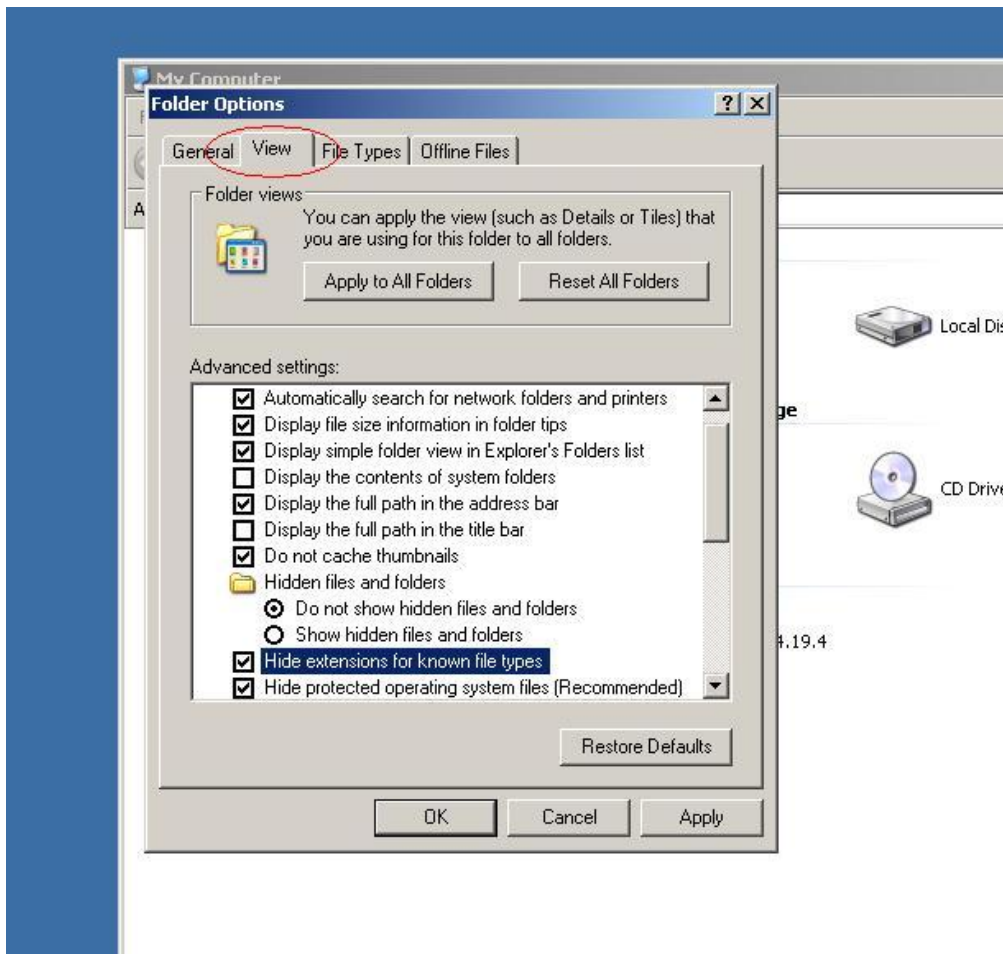 My Computer
Folder Options
General View File Types Offline Files
A
Folder views
You can apply the view (such as Details or Tiles) that
you are using for this folder to all folders.
Apply to All Folders Reset All Folders
Local Dis
Advanced settings:
Automatically search for network folders and printers
ge
Display file size information in folder tips
Display simple folder view in Explorer's Folders list
Display the contents of system folders
CD Drive
Display the full path in the address bar
Display the full path in the title bar
Do not cache thumbnails
Hidden files and folders
Do not show hidden files and folders
Show hidden files and folders
4.19.4
Hide extensions for known file types
Hide protected operating system files (Recommended)
Restore Defaults
OK Cancel Apply